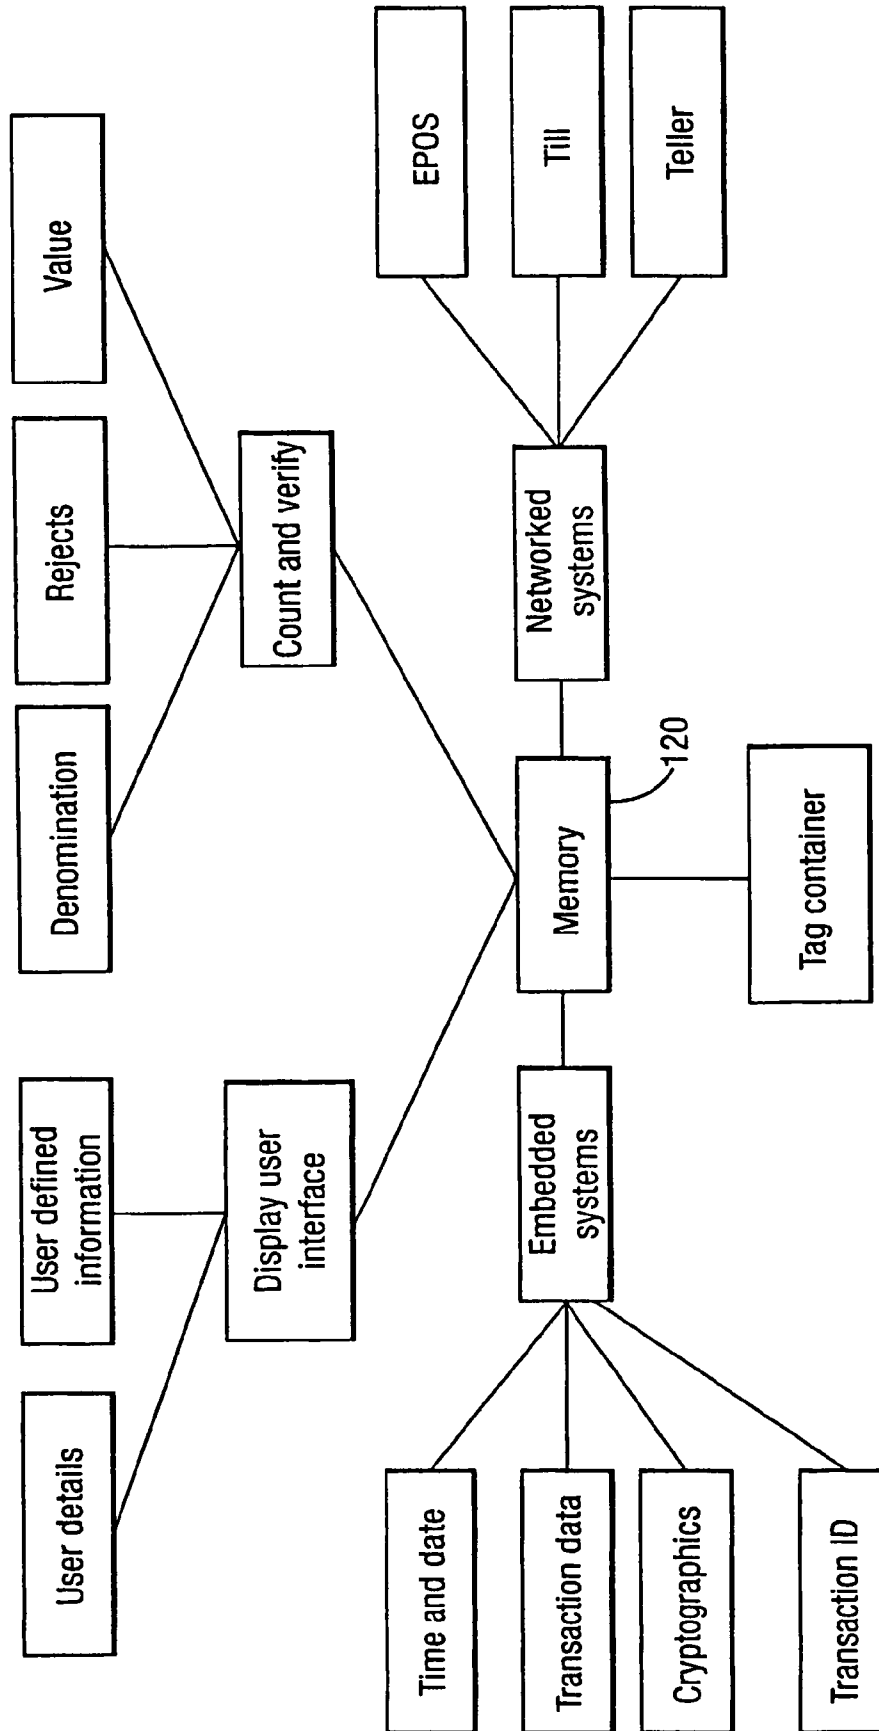 User details
User defined
information
Denomination
Rejects
Value
Display user
interface
Count and verify
Time and date
Transaction data
Cryptographics
Transaction ID
Embedded
systems
Memory
120
Networked
systems
EPOS
Till
Teller
Tag container